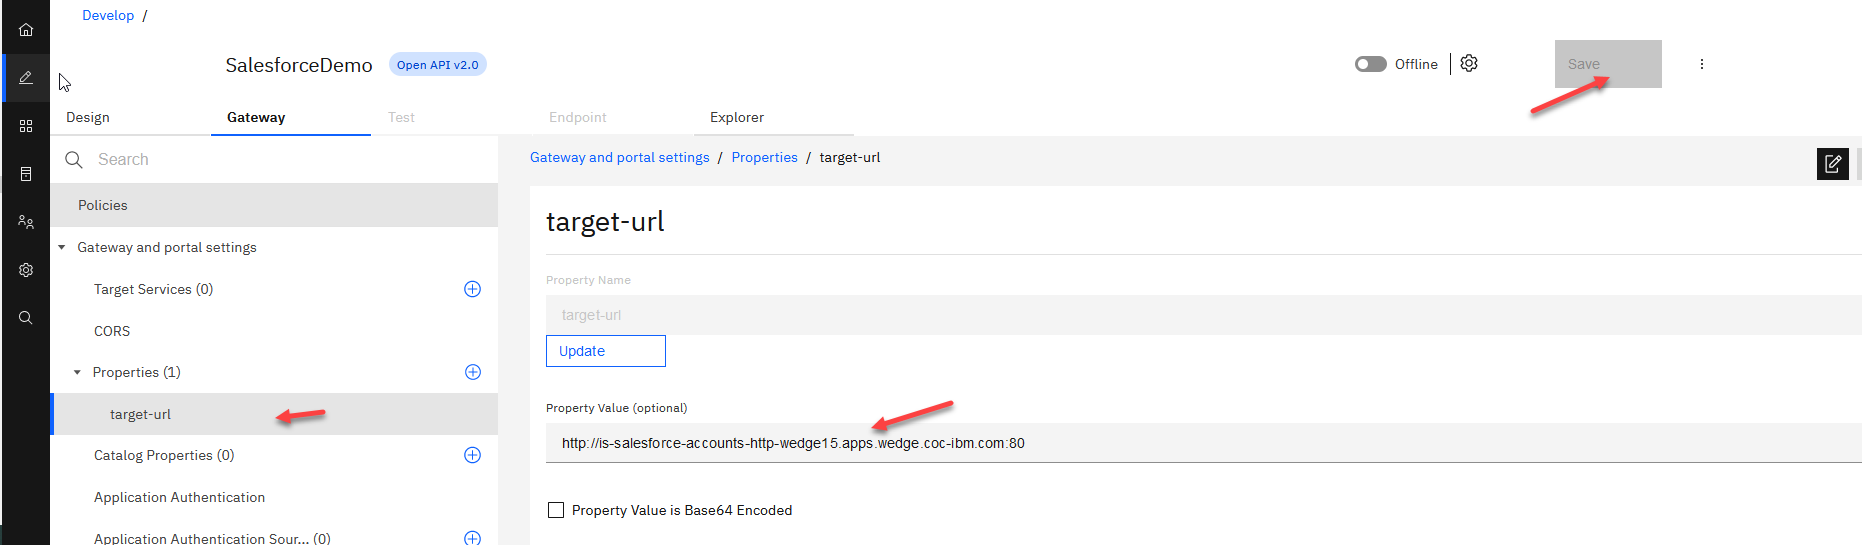 Develop /
SalesforceDemo Open API v2.0 Offline Save
Design Gateway Test Endpoint Explorer
Search
Policies
Gateway and portal settings
Target Services (0)
CORS
Properties (1)
target-url
Catalog Properties (0)
Application Authentication
Application Authentication Sour... (0)
Gateway and portal settings / Properties / target-url
target-url
Property Name
target-url
Update
Property Value (optional)
http://is-salesforce-accounts-http-wedge15.apps.wedge.coc-ibm.com:80
Property Value is Base64 Encoded